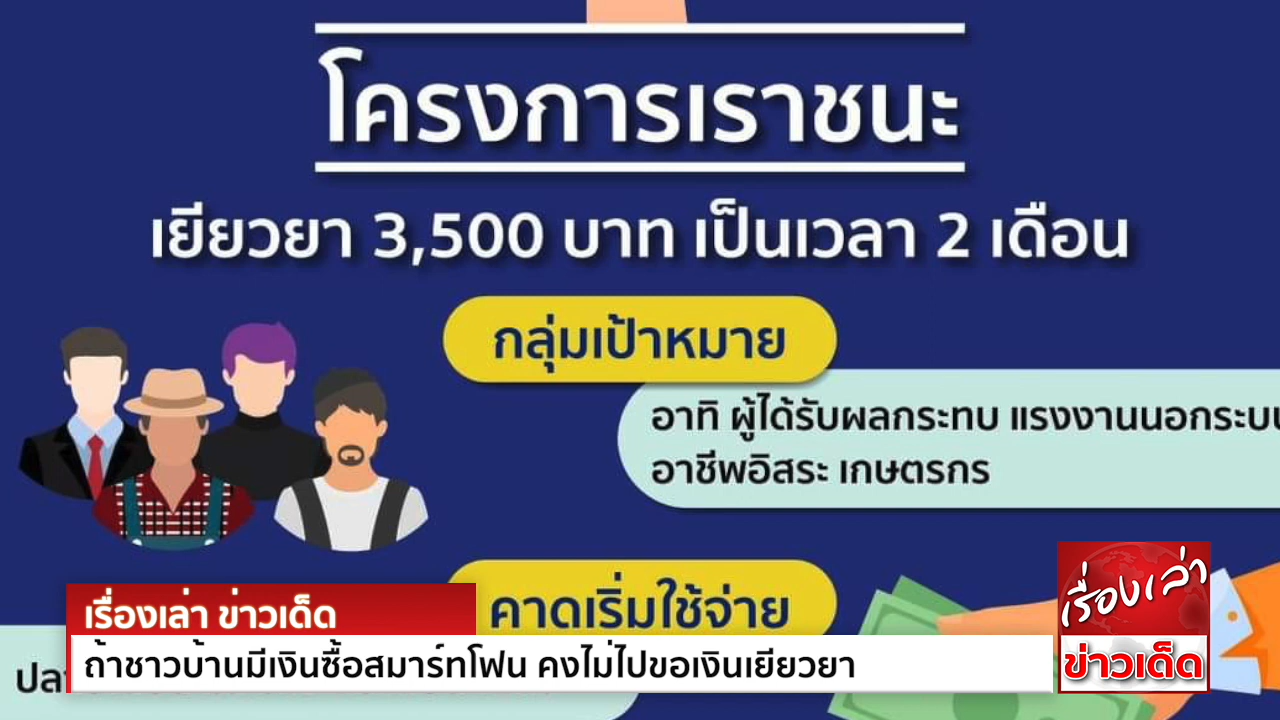 โครงการเราชนะ
เยียวยา 3,500 บาท เป็นเวลา 2 เดือน
กลุ่มเป้าหมาย
อาทิ ผู้ได้รับผลกระทบ แรงงานนอกระบบ
อาชีพอิสระ เกษตรกร
คาดเริ่มใช้จ่าย
เรื่องเล่า ข่าวเด็ด
ถ้าชาวบ้านมีเงินซื้อสมาร์ทโฟน คงไม่ไปขอเงินเยียวยา
เรื่องเล่า
ข่าวเด็ด